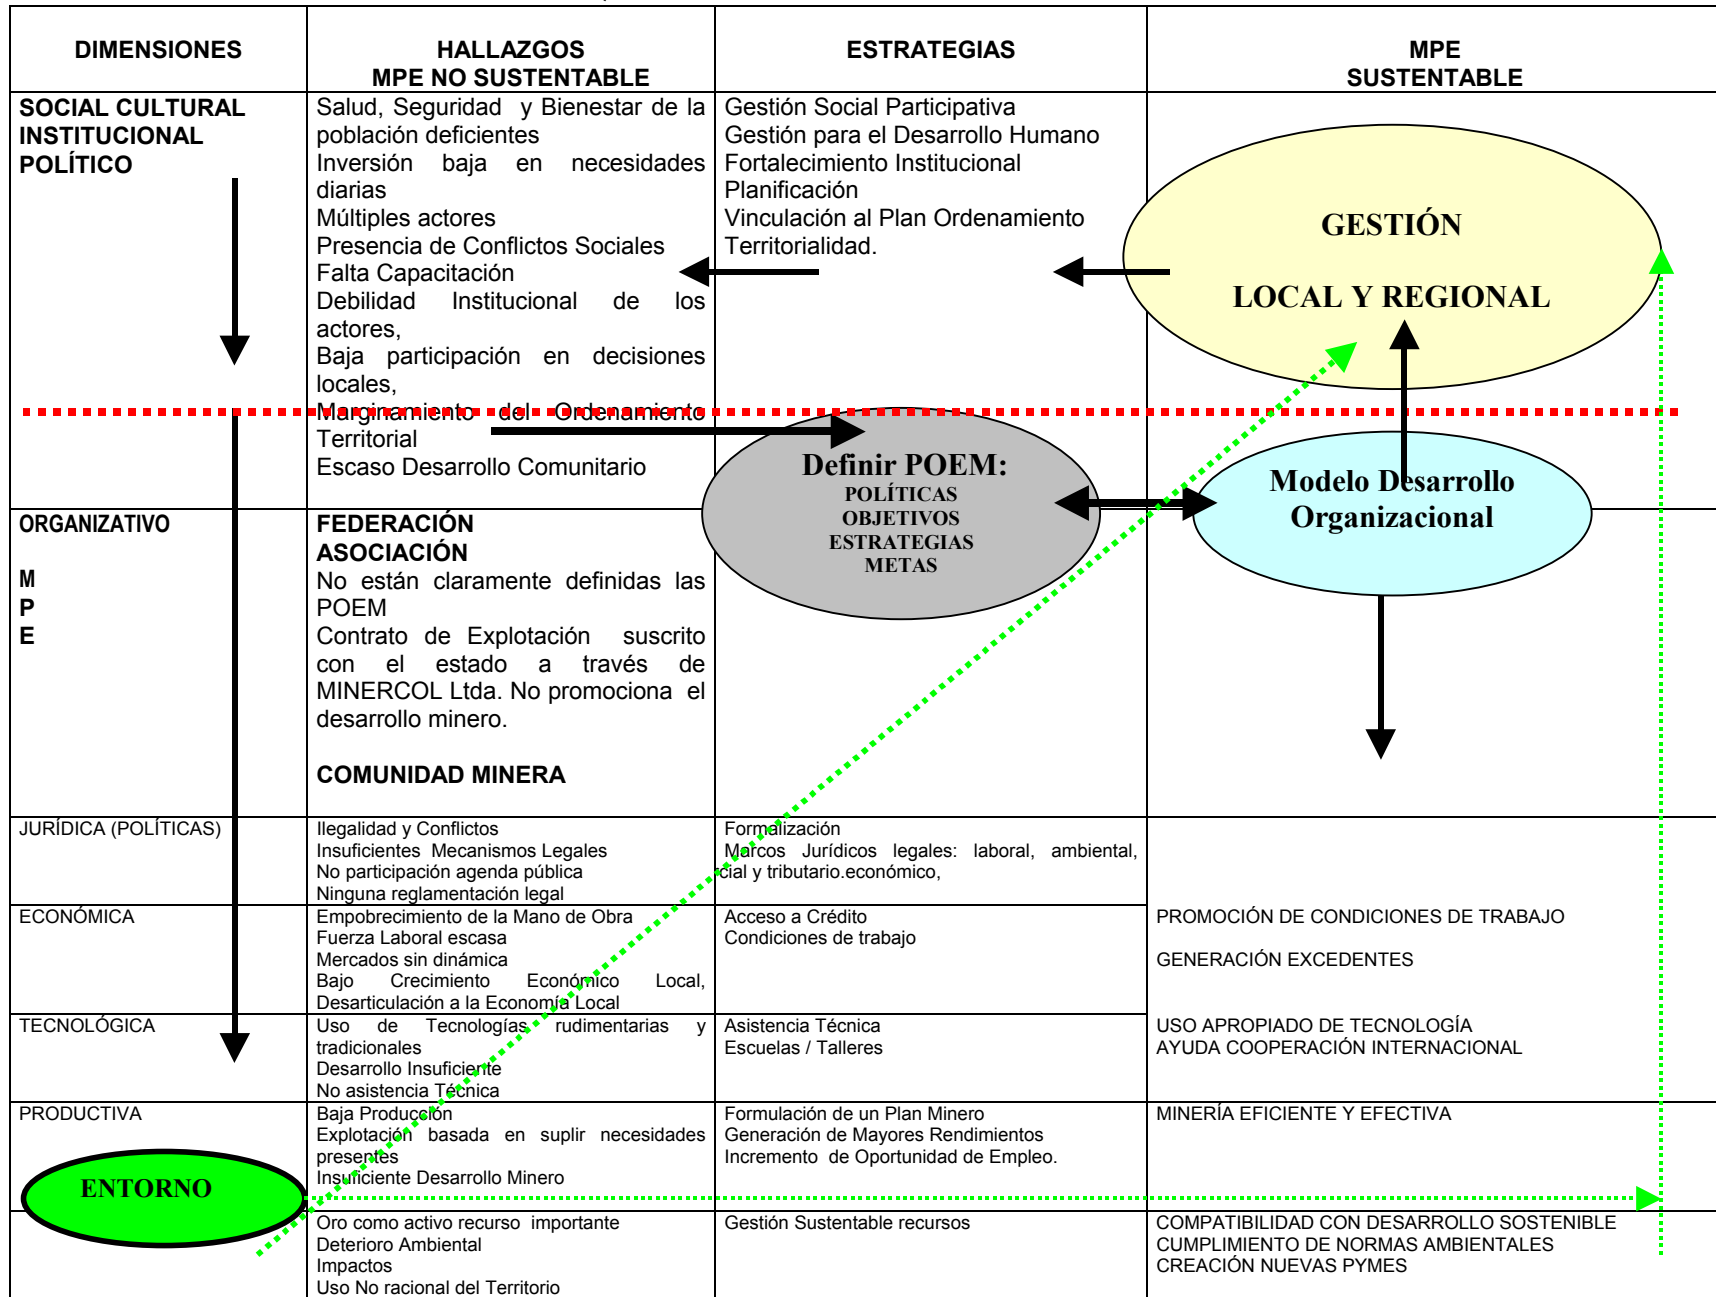 DIMENSIONES
HALLAZGOS
MPE NO SUSTENTABLE
ESTRATEGIAS
MPE
SUSTENTABLE
SOCIAL CULTURAL
INSTITUCIONAL
POLÍTICO
Salud, Seguridad y Bienestar de la
población deficientes
Inversión baja en necesidades
diarias
Múltiples actores
Presencia de Conflictos Sociales
Falta Capacitación
Debilidad Institucional de los
actores,
Baja participación en decisiones
locales,
Marginamiento del Ordenamiento
Territorial
Escaso Desarrollo Comunitario
Gestión Social Participativa
Gestión para el Desarrollo Humano
Fortalecimiento Institucional
Planificación
Vinculación al Plan Ordenamiento
Territorialidad.
GESTIÓN
LOCAL Y REGIONAL
Definir POEM:
POLÍTICAS
OBJETIVOS
ESTRATEGIAS
METAS
Modelo Desarrollo
Organizacional
ORGANIZATIVO
M
P
E
FEDERACIÓN
ASOCIACIÓN
No están claramente definidas las
POEM
Contrato de Explotación suscrito
con el estado a través de
MINERCOL Ltda. No promociona el
desarrollo minero.
COMUNIDAD MINERA
JURÍDICA (POLÍTICAS)
Ilegalidad y Conflictos
Insuficientes Mecanismos Legales
No participación agenda pública
Ninguna reglamentación legal
Formalización
Marcos Jurídicos legales: laboral, ambiental,
rcial y tributario.económico,
ECONÓMICA
Empobrecimiento de la Mano de Obra
Fuerza Laboral escasa
Mercados sin dinámica
Bajo Crecimiento Económico Local,
Desarticulación a la Economía Local
Acceso a Crédito
Condiciones de trabajo
PROMOCIÓN DE CONDICIONES DE TRABAJO
GENERACIÓN EXCEDENTES
TECNOLÓGICA
Uso de Tecnologías rudimentarias y
tradicionales
Desarrollo Insuficiente
No asistencia Técnica
Asistencia Técnica
Escuelas / Talleres
USO APROPIADO DE TECNOLOGÍA
AYUDA COOPERACIÓN INTERNACIONAL
PRODUCTIVA
Baja Producción
Explotación basada en suplir necesidades
presentes
Insuficiente Desarrollo Minero
Formulación de un Plan Minero
Generación de Mayores Rendimientos
Incremento de Oportunidad de Empleo.
MINERÍA EFICIENTE Y EFECTIVA
ENTORNO
Oro como activo recurso importante
Deterioro Ambiental
Impactos
Uso No racional del Territorio
Gestión Sustentable recursos
COMPATIBILIDAD CON DESARROLLO SOSTENIBLE
CUMPLIMIENTO DE NORMAS AMBIENTALES
CREACIÓN NUEVAS PYMES